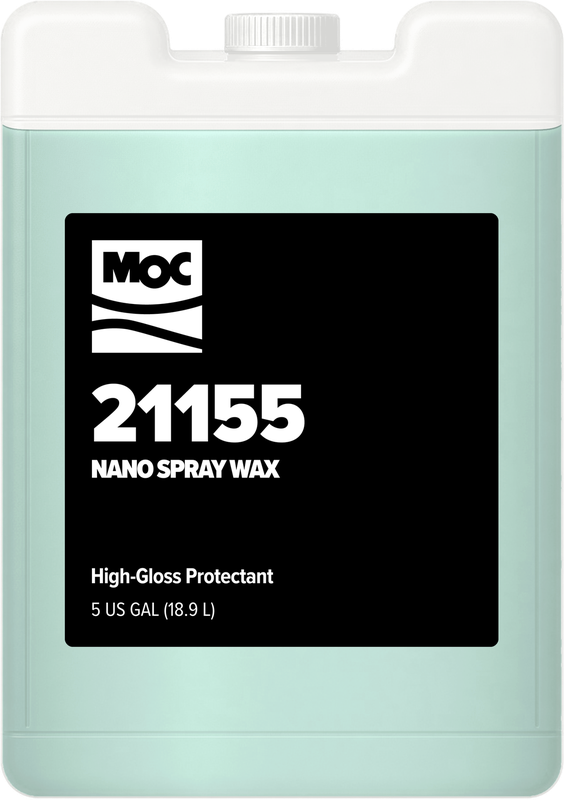 MOC
21155
NANO SPRAY WAX
High-Gloss Protectant
5 US GAL (18.9 L)